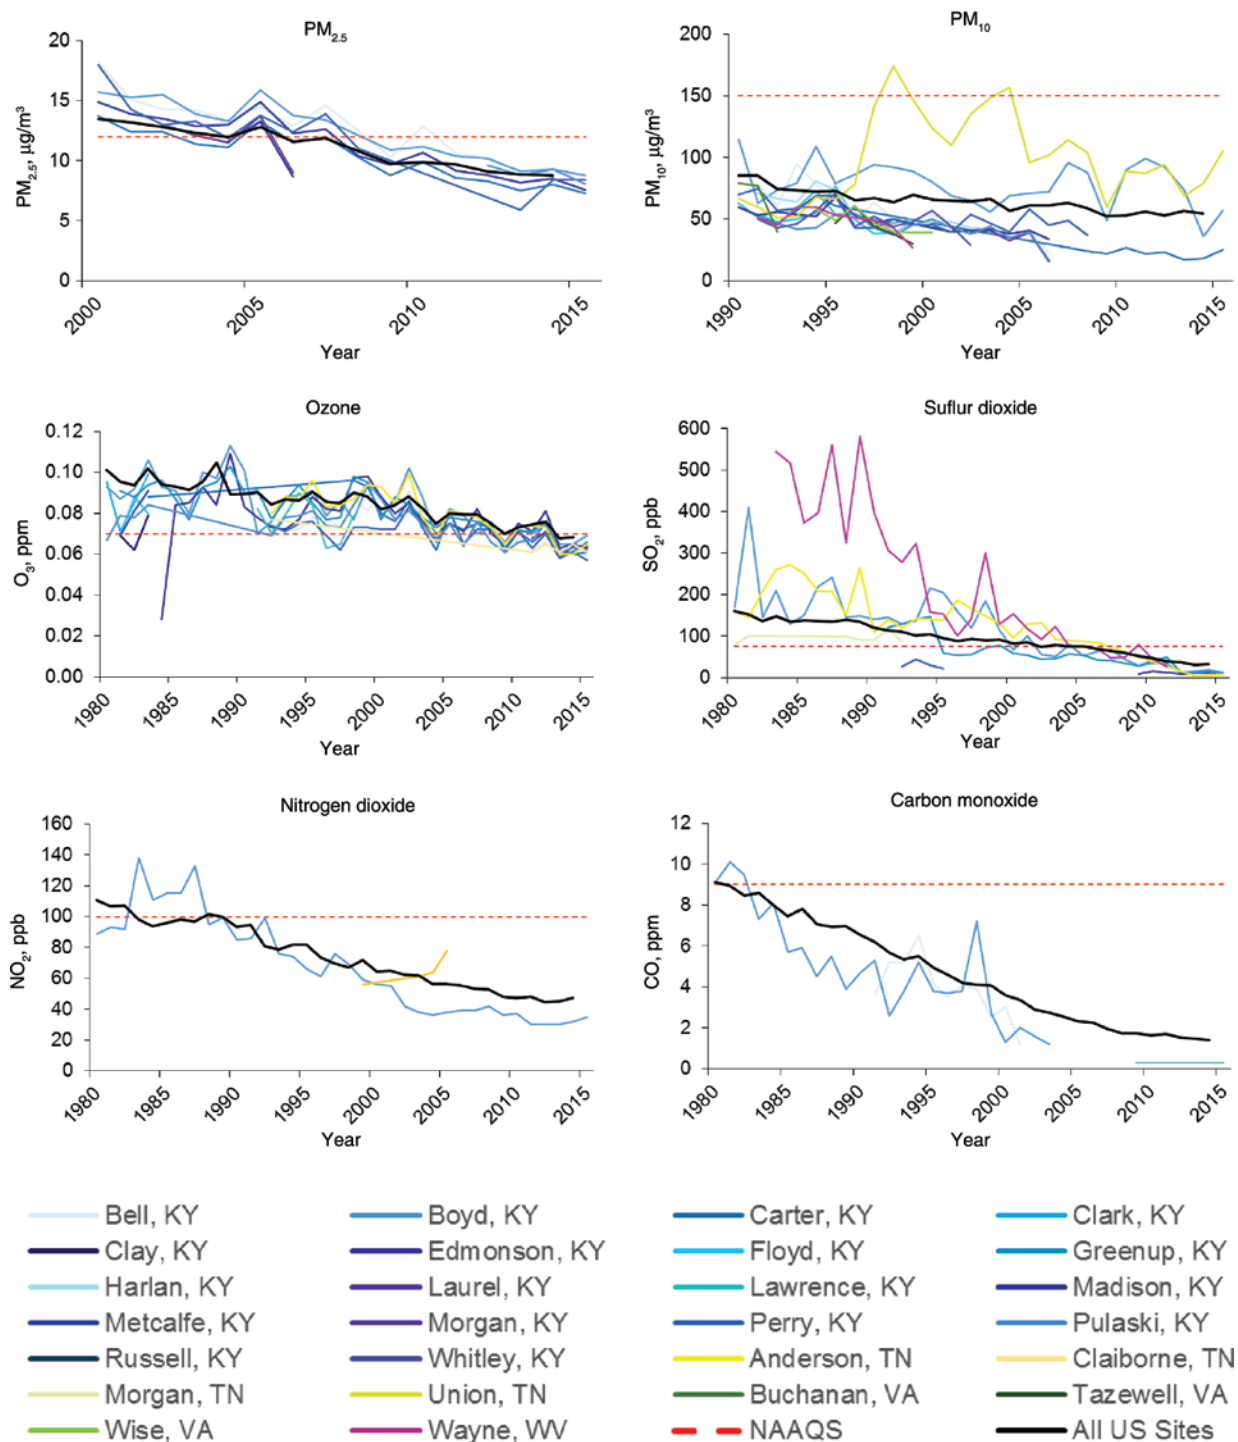 PM2.5
PM10
20
15
10
5
0
PM2.5, µg/m³
2000
2005
2010
2015
Year
200
150
100
50
0
PM10, µg/m³
1990
1995
2000
2005
2010
2015
Year
Ozone
0.12
0.10
0.08
0.06
0.04
0.02
0.00
O3, ppm
1980
1985
1990
1995
2000
2005
2010
2015
Year
Suflur dioxide
600
500
400
300
200
100
0
SO2, ppb
1980
1985
1990
1995
2000
2005
2010
2015
Year
Nitrogen dioxide
160
140
120
100
80
60
40
20
0
NO2, ppb
1980
1985
1990
1995
2000
2005
2010
2015
Year
Carbon monoxide
12
10
8
6
4
2
0
CO, ppm
1980
1985
1990
1995
2000
2005
2010
2015
Year
Bell, KY
Boyd, KY
Carter, KY
Clark, KY
Clay, KY
Edmonson, KY
Floyd, KY
Greenup, KY
Harlan, KY
Laurel, KY
Lawrence, KY
Madison, KY
Metcalfe, KY
Morgan, KY
Perry, KY
Pulaski, KY
Russell, KY
Whitley, KY
Anderson, TN
Claiborne, TN
Morgan, TN
Union, TN
Buchanan, VA
Tazewell, VA
Wise, VA
Wayne, WV
NAAQS
All US Sites